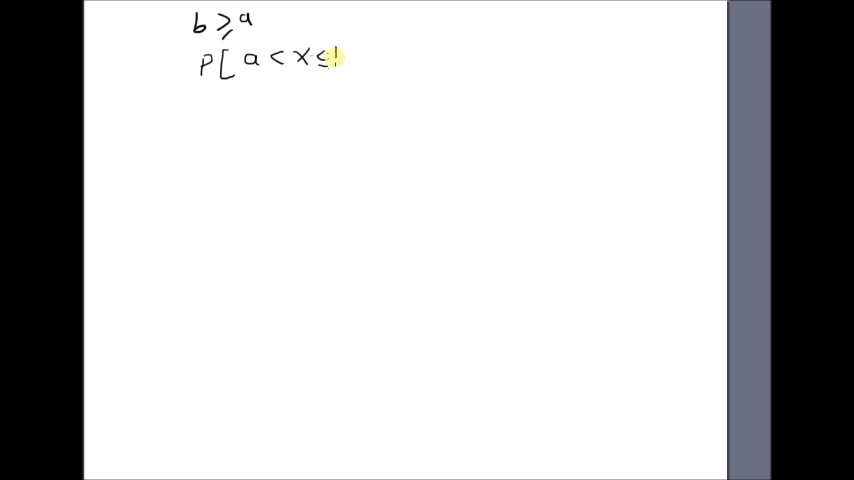 b ≥ a
P[ a < x ≤